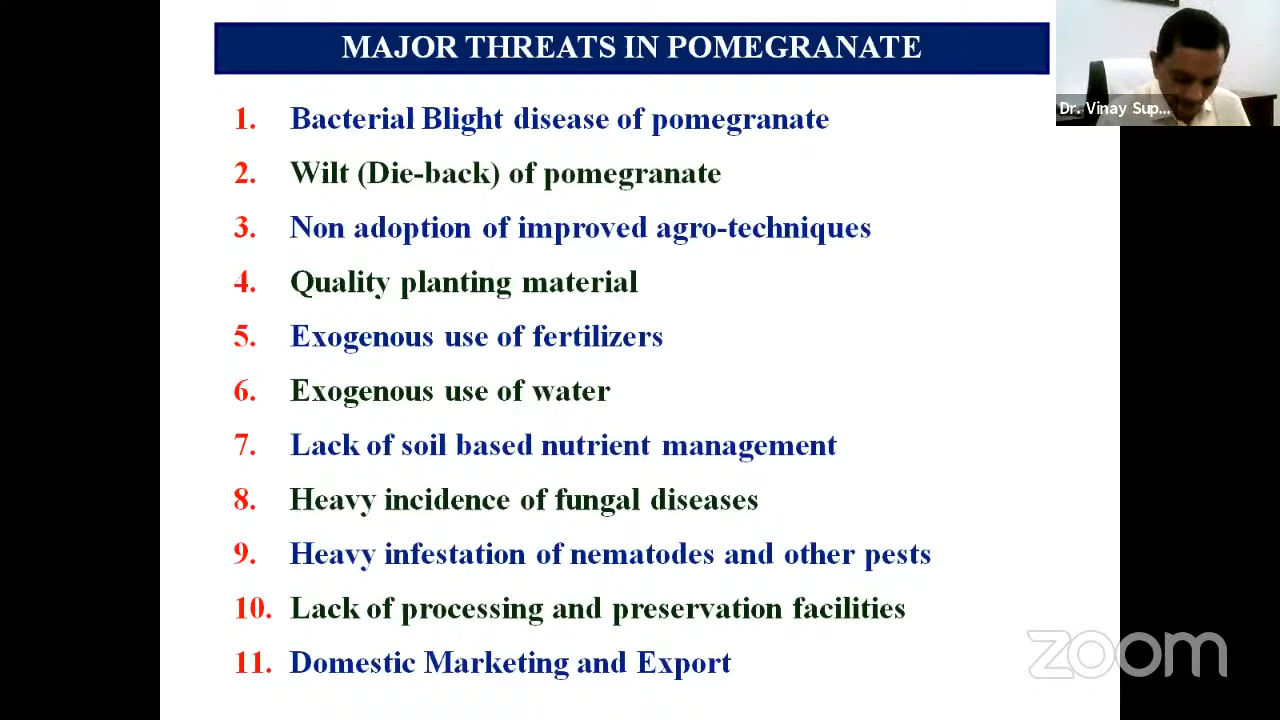 MAJOR THREATS IN POMEGRANATE
Dr. Vinay Sup...
1. Bacterial Blight disease of pomegranate
2. Wilt (Die-back) of pomegranate
3. Non adoption of improved agro-techniques
4. Quality planting material
5. Exogenous use of fertilizers
6. Exogenous use of water
7. Lack of soil based nutrient management
8. Heavy incidence of fungal diseases
9. Heavy infestation of nematodes and other pests
10. Lack of processing and preservation facilities
11. Domestic Marketing and Export
zoom